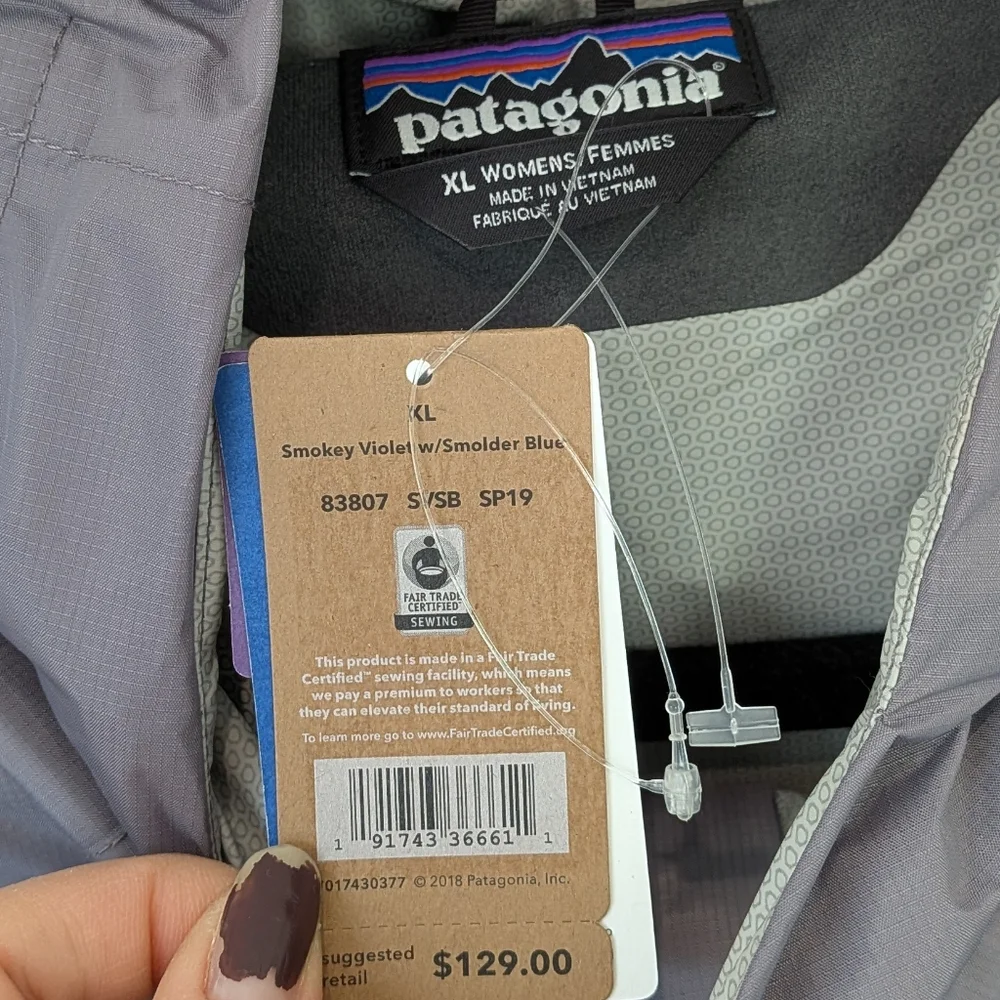 patagonia®
XL WOMENS/FEMMES
MADE IN VIETNAM
FABRIQUÉ AU VIETNAM
XL
Smokey Violet w/Smolder Blue
83807 SVSB SP19
FAIR TRADE
CERTIFIED™
SEWING
This product is made in a Fair Trade
Certified™ sewing facility, which means
we pay a premium to workers so that
they can elevate their standard of living.
To learn more go to www.FairTradeCertified.org
1 91743 36661 1
017430377 © 2018 Patagonia, Inc.
suggested
retail $129.00